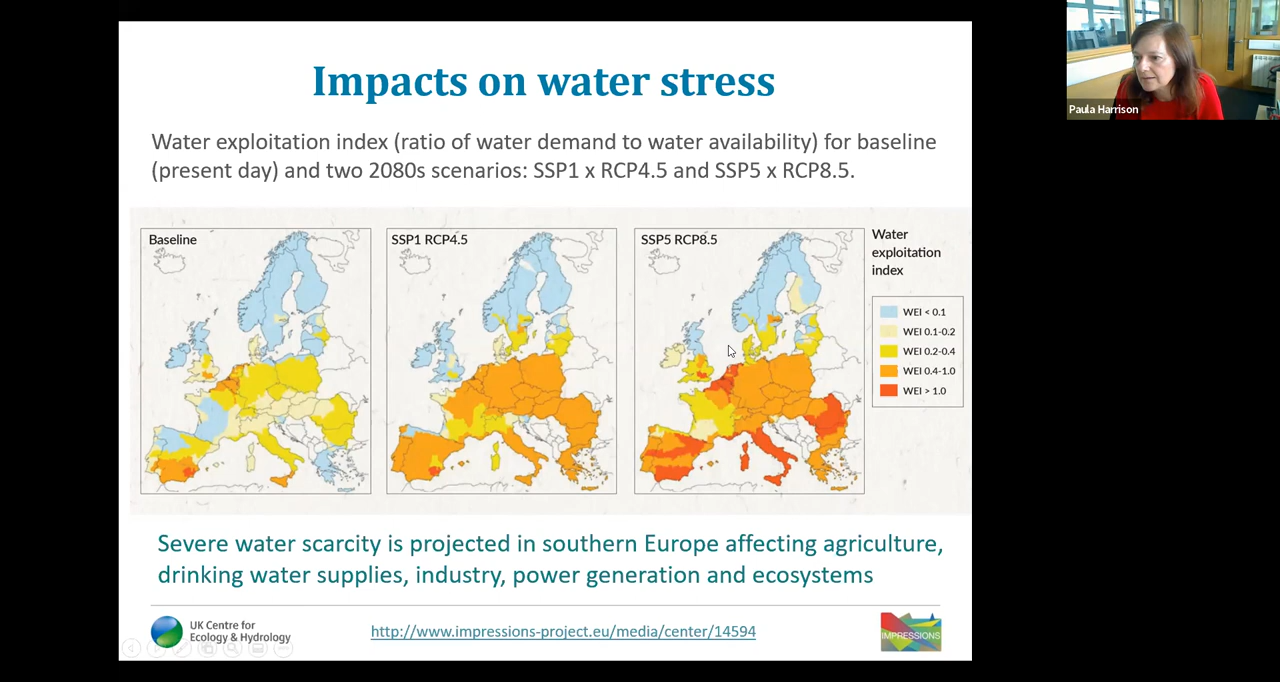 Impacts on water stress
Water exploitation index (ratio of water demand to water availability) for baseline
(present day) and two 2080s scenarios: SSP1 x RCP4.5 and SSP5 x RCP8.5.
Baseline
SSP1 RCP4.5
SSP5 RCP8.5
Water
exploitation
index
WEI < 0.1
WEI 0.1-0.2
WEI 0.2-0.4
WEI 0.4-1.0
WEI > 1.0
Severe water scarcity is projected in southern Europe affecting agriculture,
drinking water supplies, industry, power generation and ecosystems
UK Centre for
Ecology & Hydrology
http://www.impressions-project.eu/media/center/14594
IMPRESSIONS
Paula Harrison